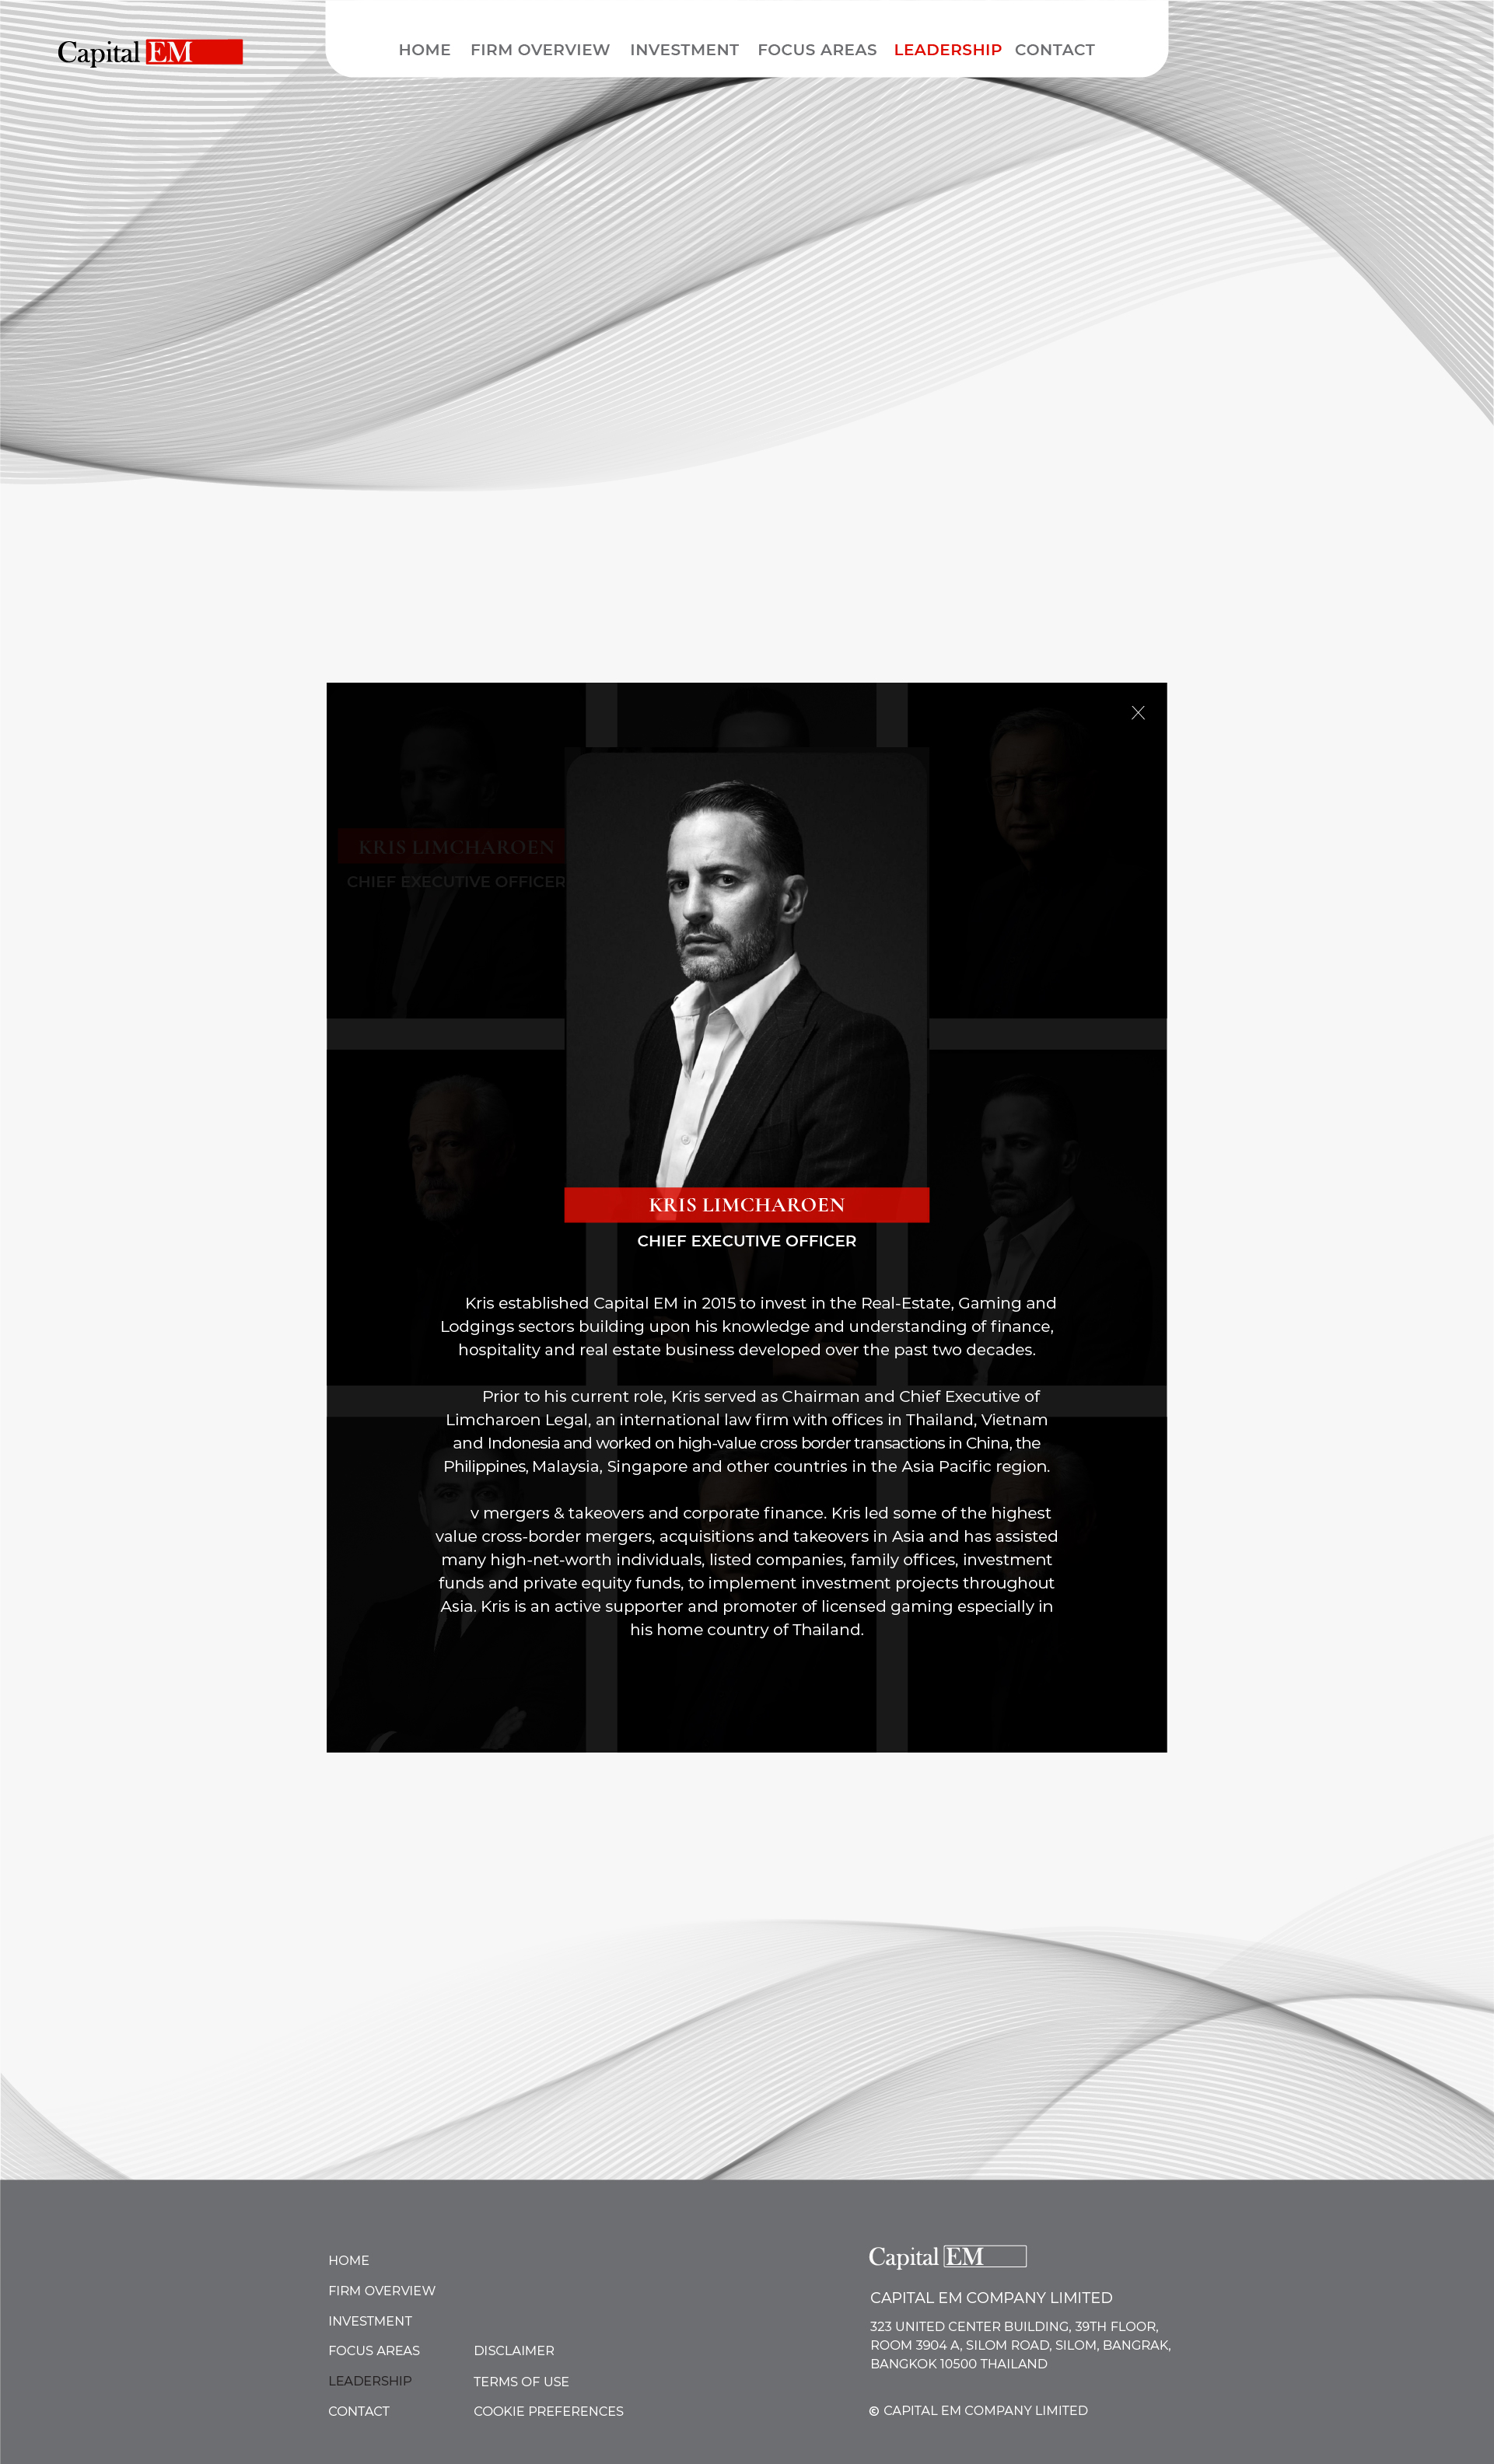 Capital EM
HOME FIRM OVERVIEW INVESTMENT FOCUS AREAS LEADERSHIP CONTACT
KRIS LIMCHAROEN
CHIEF EXECUTIVE OFFICER
KRIS LIMCHAROEN
CHIEF EXECUTIVE OFFICER
Kris established Capital EM in 2015 to invest in the Real-Estate, Gaming and
Lodgings sectors building upon his knowledge and understanding of finance,
hospitality and real estate business developed over the past two decades.
Prior to his current role, Kris served as Chairman and Chief Executive of
Limcharoen Legal, an international law firm with offices in Thailand, Vietnam
and Indonesia and worked on high-value cross border transactions in China, the
Philippines, Malaysia, Singapore and other countries in the Asia Pacific region.
v mergers & takeovers and corporate finance. Kris led some of the highest
value cross-border mergers, acquisitions and takeovers in Asia and has assisted
many high-net-worth individuals, listed companies, family offices, investment
funds and private equity funds, to implement investment projects throughout
Asia. Kris is an active supporter and promoter of licensed gaming especially in
his home country of Thailand.
HOME
FIRM OVERVIEW
INVESTMENT
FOCUS AREAS
LEADERSHIP
CONTACT
DISCLAIMER
TERMS OF USE
COOKIE PREFERENCES
Capital EM
CAPITAL EM COMPANY LIMITED
323 UNITED CENTER BUILDING, 39TH FLOOR,
ROOM 3904 A, SILOM ROAD, SILOM, BANGRAK,
BANGKOK 10500 THAILAND
© CAPITAL EM COMPANY LIMITED